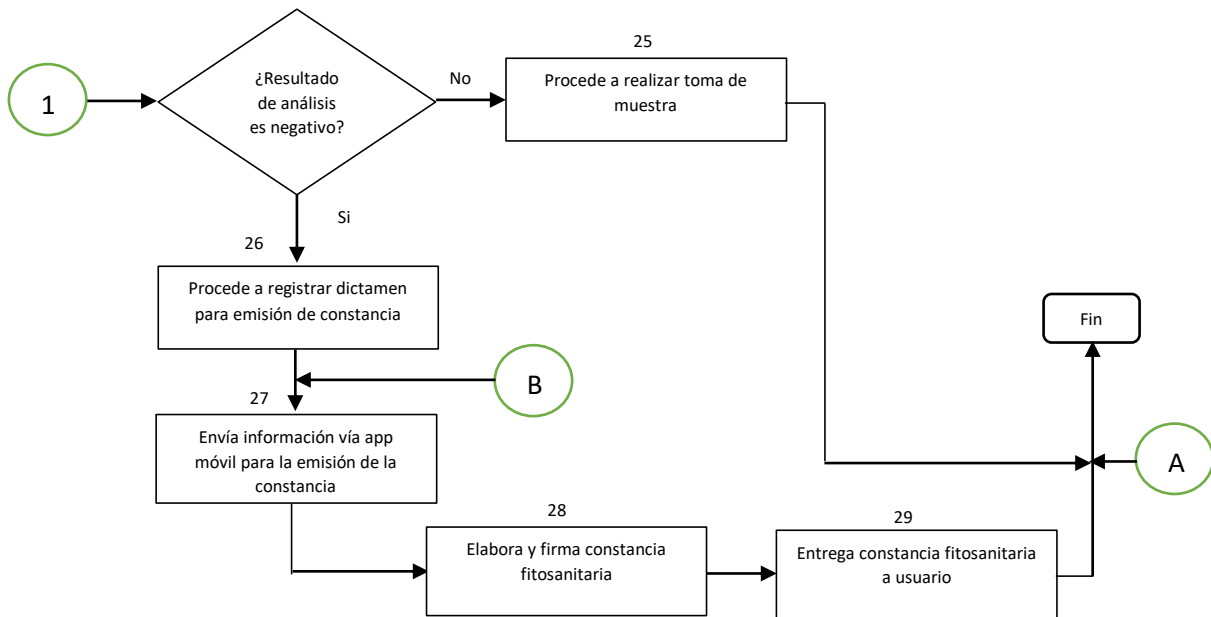 25
¿Resultado
de análisis
es negativo?
No
Procede a realizar toma de
muestra
1
Si
26
Procede a registrar dictamen
para emisión de constancia
Fin
B
27
Envía información vía app
móvil para la emisión de la
constancia
A
28
Elabora y firma constancia
fitosanitaria
29
Entrega constancia fitosanitaria
a usuario